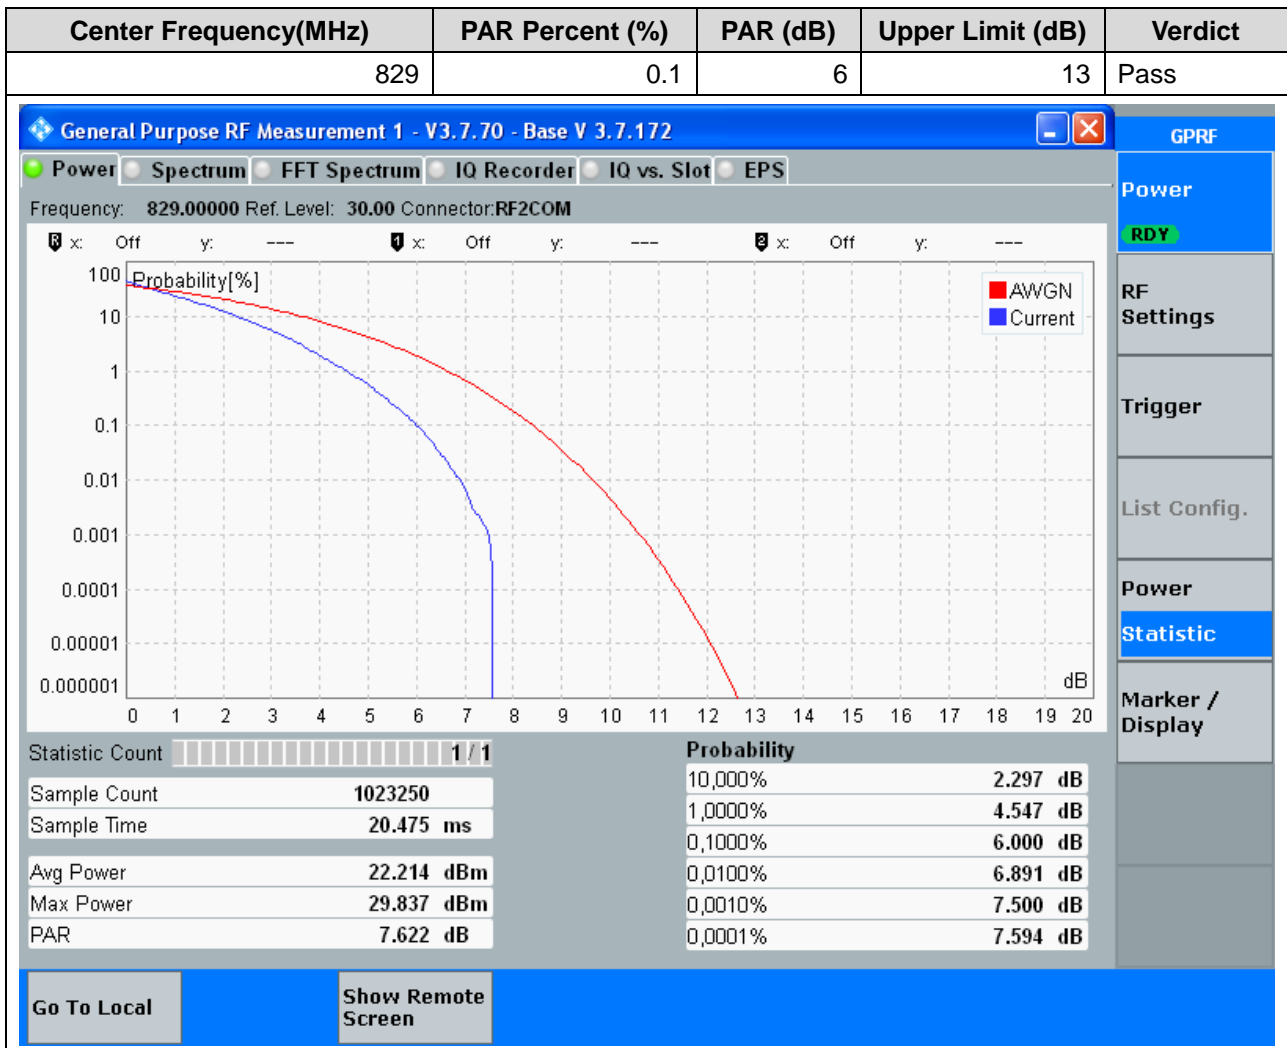 Center Frequency(MHz) PAR Percent (%) PAR (dB) Upper Limit (dB) Verdict
829 0.1 6 13 Pass
General Purpose RF Measurement 1 - V3.7.70 - Base V 3.7.172
GPRF
Power Spectrum FFT Spectrum IQ Recorder IQ vs. Slot EPS
Power
RDY
Frequency: 829.00000 Ref. Level: 30.00 Connector:RF2COM
R x: Off y: --- 1 x: Off y: --- 2 x: Off y: ---
Probability[%]
AWGN
Current
100
10
1
0.1
0.01
0.001
0.0001
0.00001
0.000001
dB
0 1 2 3 4 5 6 7 8 9 10 11 12 13 14 15 16 17 18 19 20
RF
Settings
Trigger
List Config.
Power
Statistic
Marker /
Display
Statistic Count 1 / 1
Sample Count 1023250
Sample Time 20.475 ms
Avg Power 22.214 dBm
Max Power 29.837 dBm
PAR 7.622 dB
Probability
10,000% 2.297 dB
1,0000% 4.547 dB
0,1000% 6.000 dB
0,0100% 6.891 dB
0,0010% 7.500 dB
0,0001% 7.594 dB
Go To Local
Show Remote
Screen